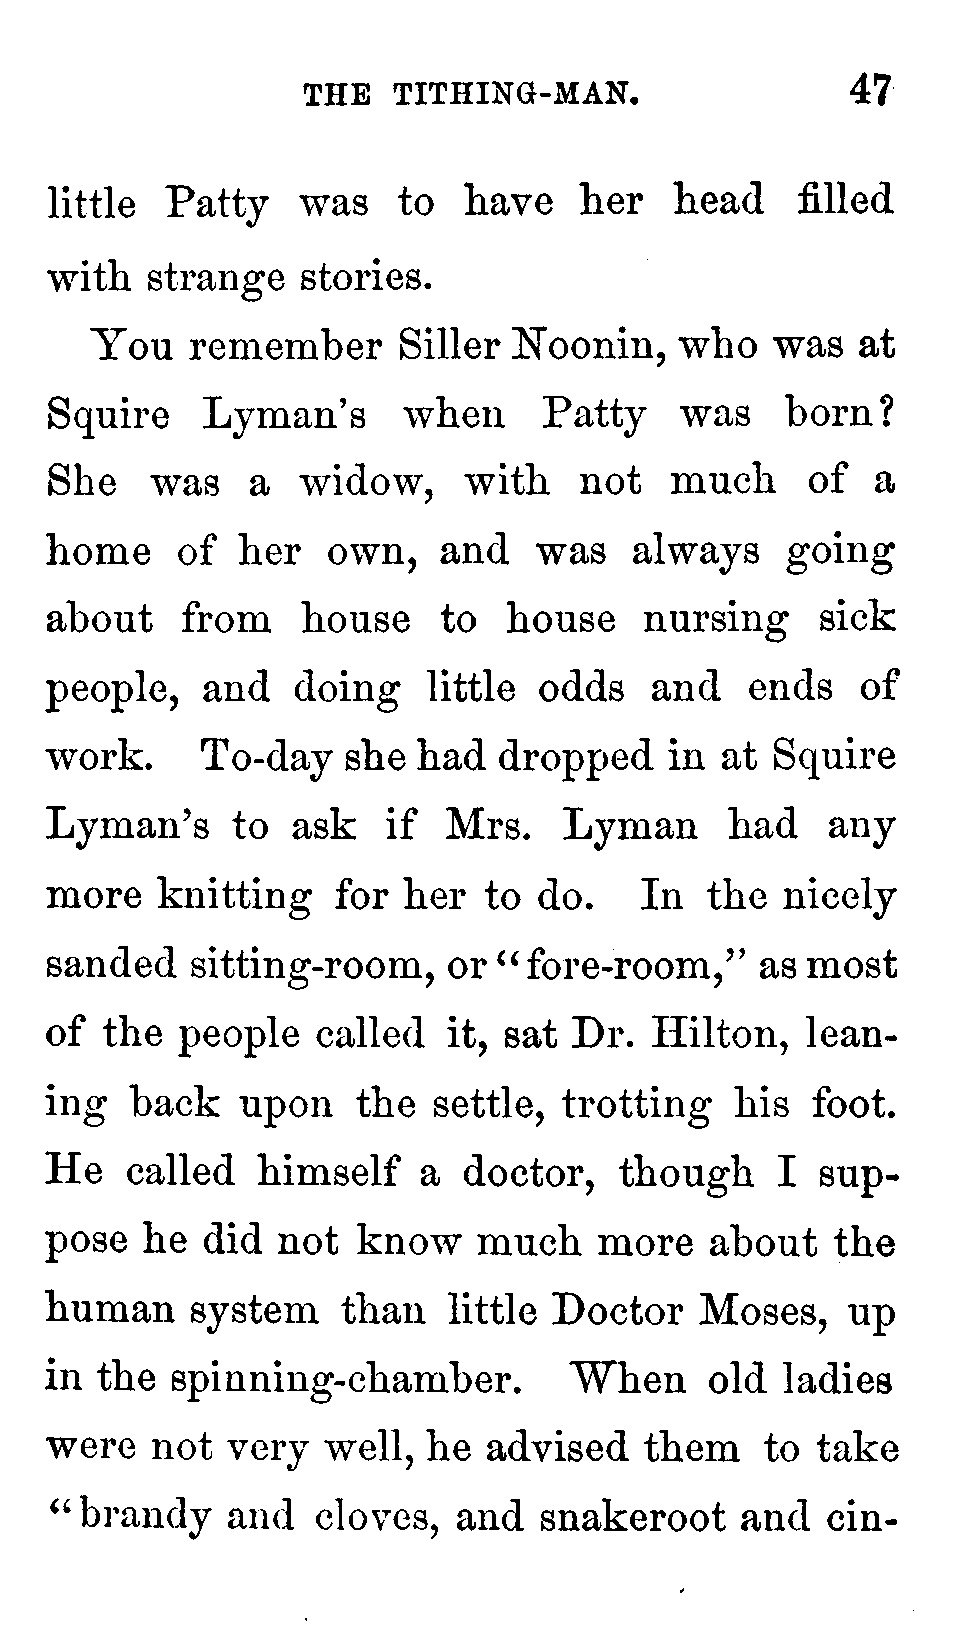 THE TITHING-MAN. 47
little Patty was to have her head filled
with strange stories.
You remember Siller Noonin, who was at
Squire Lyman's when Patty was born?
She was a widow, with not much of a
home of her own, and was always going
about from house to house nursing sick
people, and doing little odds and ends of
work. To-day she had dropped in at Squire
Lyman's to ask if Mrs. Lyman had any
more knitting for her to do. In the nicely
sanded sitting-room, or “fore-room,” as most
of the people called it, sat Dr. Hilton, lean-
ing back upon the settle, trotting his foot.
He called himself a doctor, though I sup-
pose he did not know much more about the
human system than little Doctor Moses, up
in the spinning-chamber. When old ladies
were not very well, he advised them to take
“brandy and cloves, and snakeroot and cin-